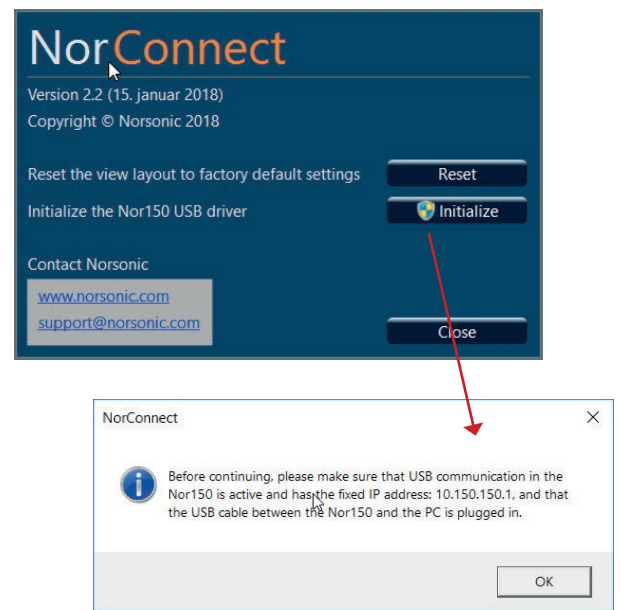 NorConnect
Version 2.2 (15. januar 2018)
Copyright © Norsonic 2018
Reset the view layout to factory default settings
Reset
Initialize the Nor150 USB driver
Initialize
Contact Norsonic
www.norsonic.com
support@norsonic.com
Close
NorConnect
Before continuing, please make sure that USB communication in the
Nor150 is active and has the fixed IP address: 10.150.150.1, and that
the USB cable between the Nor150 and the PC is plugged in.
OK